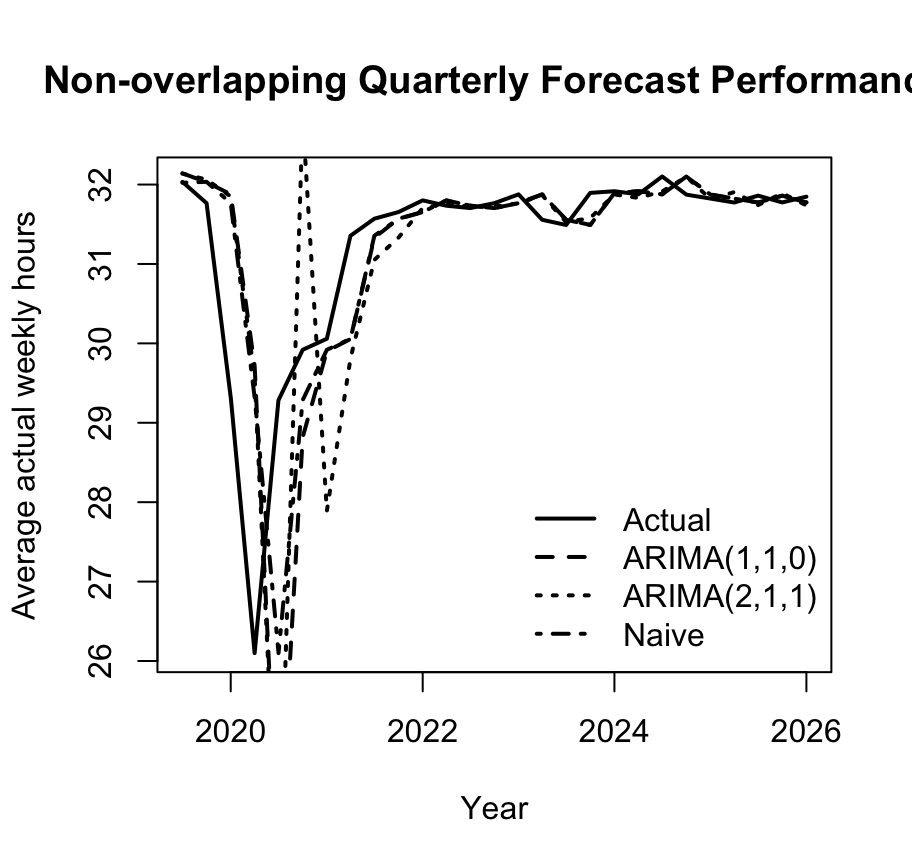 Non-overlapping Quarterly Forecast Performanc
Average actual weekly hours
32
31
30
29
28
27
26
Actual
ARIMA(1,1,0)
ARIMA(2,1,1)
Naive
2020 2022 2024 2026
Year